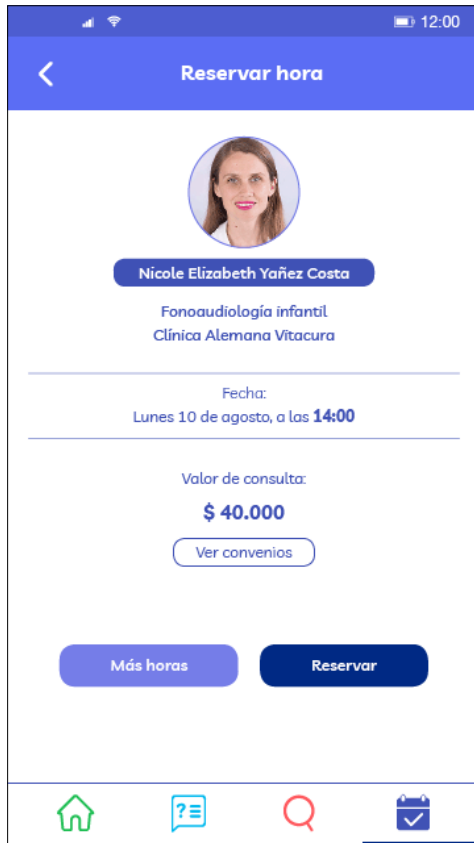 12:00
Reservar hora
Nicole Elizabeth Yañez Costa
Fonoaudiología infantil
Clínica Alemana Vitacura
Fecha:
Lunes 10 de agosto, a las 14:00
Valor de consulta:
$ 40.000
Ver convenios
Más horas
Reservar
?